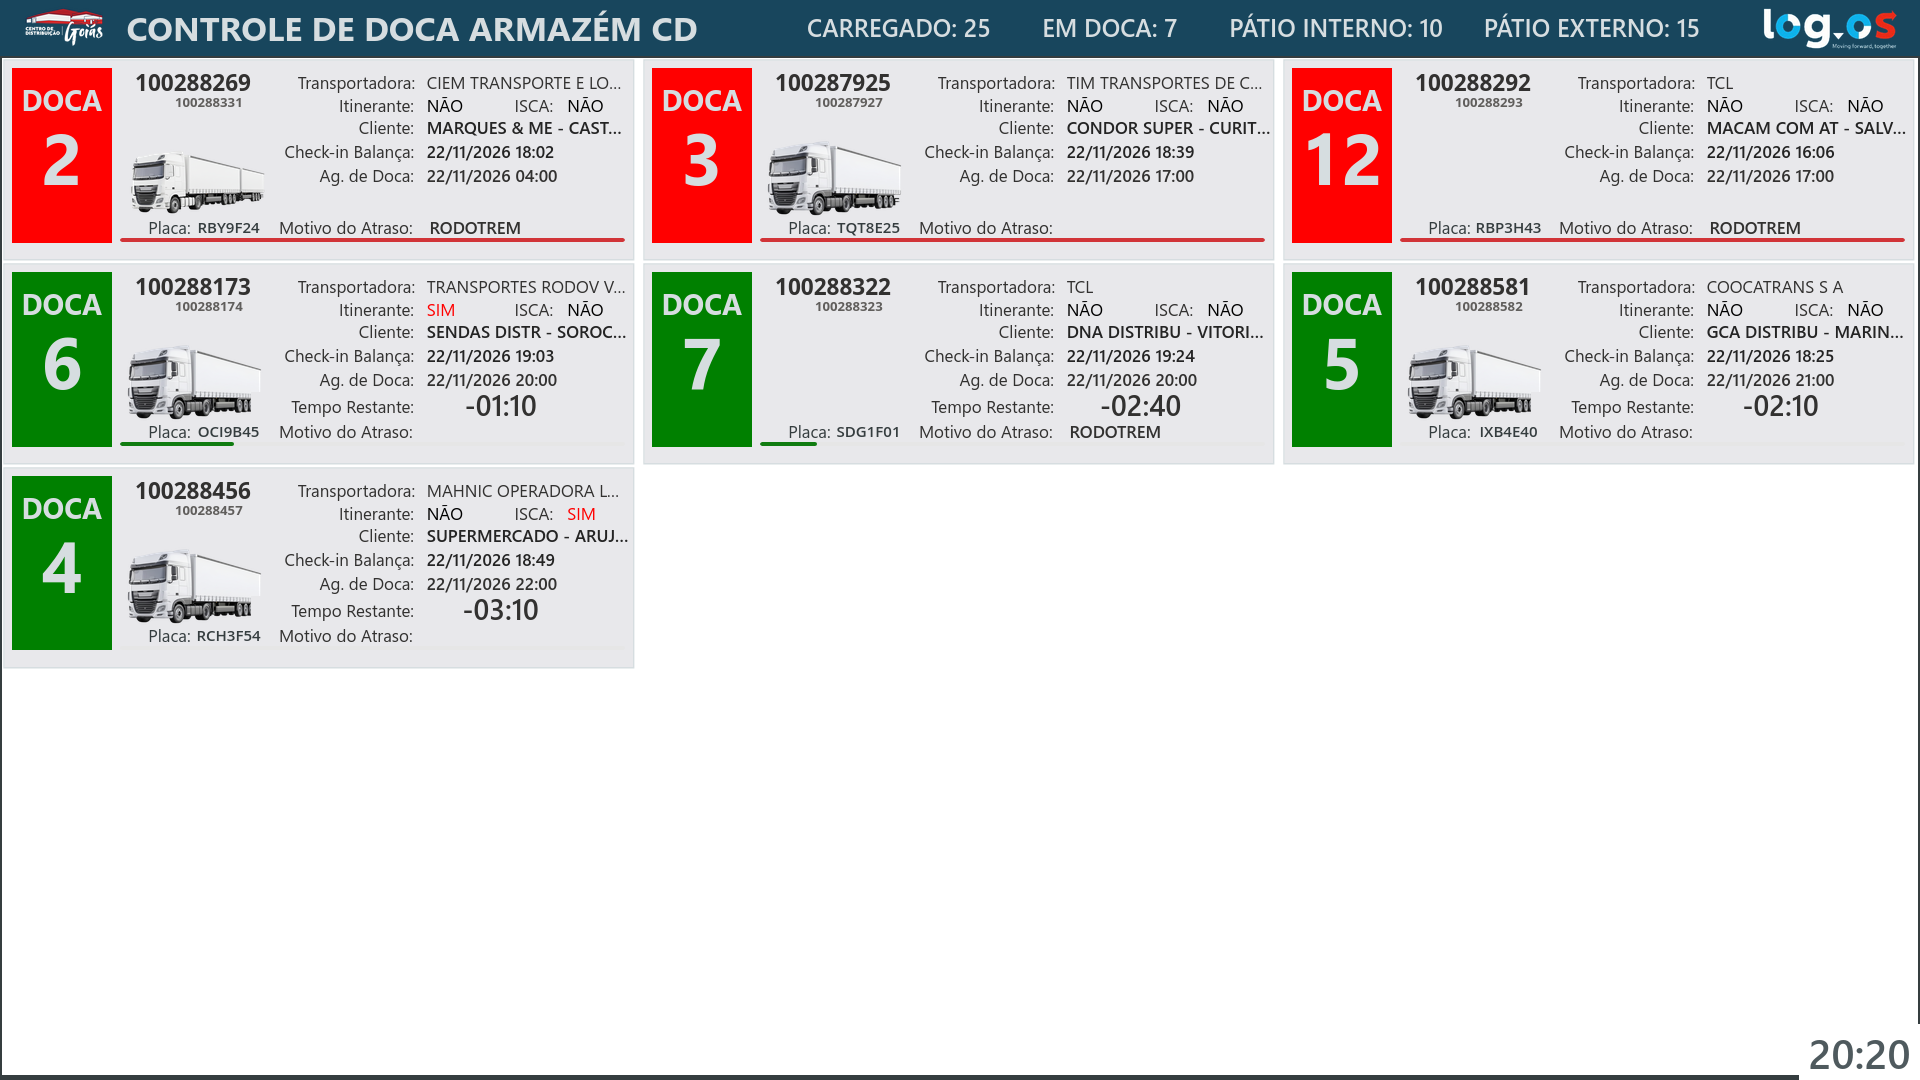 CENTRO DE DISTRIBUIÇÃO Goiás
CONTROLE DE DOCA ARMAZÉM CD
CARREGADO: 25
EM DOCA: 7
PÁTIO INTERNO: 10
PÁTIO EXTERNO: 15
log.os
Moving forward, together
DOCA
2
100288269
100288331
Transportadora: CIEM TRANSPORTE E LO...
Itinerante: NÃO ISCA: NÃO
Cliente: MARQUES & ME - CAST...
Check-in Balança: 22/11/2026 18:02
Ag. de Doca: 22/11/2026 04:00
Placa: RBY9F24 Motivo do Atraso: RODOTREM
DOCA
3
100287925
100287927
Transportadora: TIM TRANSPORTES DE C...
Itinerante: NÃO ISCA: NÃO
Cliente: CONDOR SUPER - CURIT...
Check-in Balança: 22/11/2026 18:39
Ag. de Doca: 22/11/2026 17:00
Placa: TQT8E25 Motivo do Atraso:
DOCA
12
100288292
100288293
Transportadora: TCL
Itinerante: NÃO ISCA: NÃO
Cliente: MACAM COM AT - SALV...
Check-in Balança: 22/11/2026 16:06
Ag. de Doca: 22/11/2026 17:00
Placa: RBP3H43 Motivo do Atraso: RODOTREM
DOCA
6
100288173
100288174
Transportadora: TRANSPORTES RODOV V...
Itinerante: SIM ISCA: NÃO
Cliente: SENDAS DISTR - SOROC...
Check-in Balança: 22/11/2026 19:03
Ag. de Doca: 22/11/2026 20:00
Tempo Restante: -01:10
Placa: OCI9B45 Motivo do Atraso:
DOCA
7
100288322
100288323
Transportadora: TCL
Itinerante: NÃO ISCA: NÃO
Cliente: DNA DISTRIBU - VITORI...
Check-in Balança: 22/11/2026 19:24
Ag. de Doca: 22/11/2026 20:00
Tempo Restante: -02:40
Placa: SDG1F01 Motivo do Atraso: RODOTREM
DOCA
5
100288581
100288582
Transportadora: COOCATRANS S A
Itinerante: NÃO ISCA: NÃO
Cliente: GCA DISTRIBU - MARIN...
Check-in Balança: 22/11/2026 18:25
Ag. de Doca: 22/11/2026 21:00
Tempo Restante: -02:10
Placa: IXB4E40 Motivo do Atraso:
DOCA
4
100288456
100288457
Transportadora: MAHNIC OPERADORA L...
Itinerante: NÃO ISCA: SIM
Cliente: SUPERMERCADO - ARUJ...
Check-in Balança: 22/11/2026 18:49
Ag. de Doca: 22/11/2026 22:00
Tempo Restante: -03:10
Placa: RCH3F54 Motivo do Atraso:
20:20